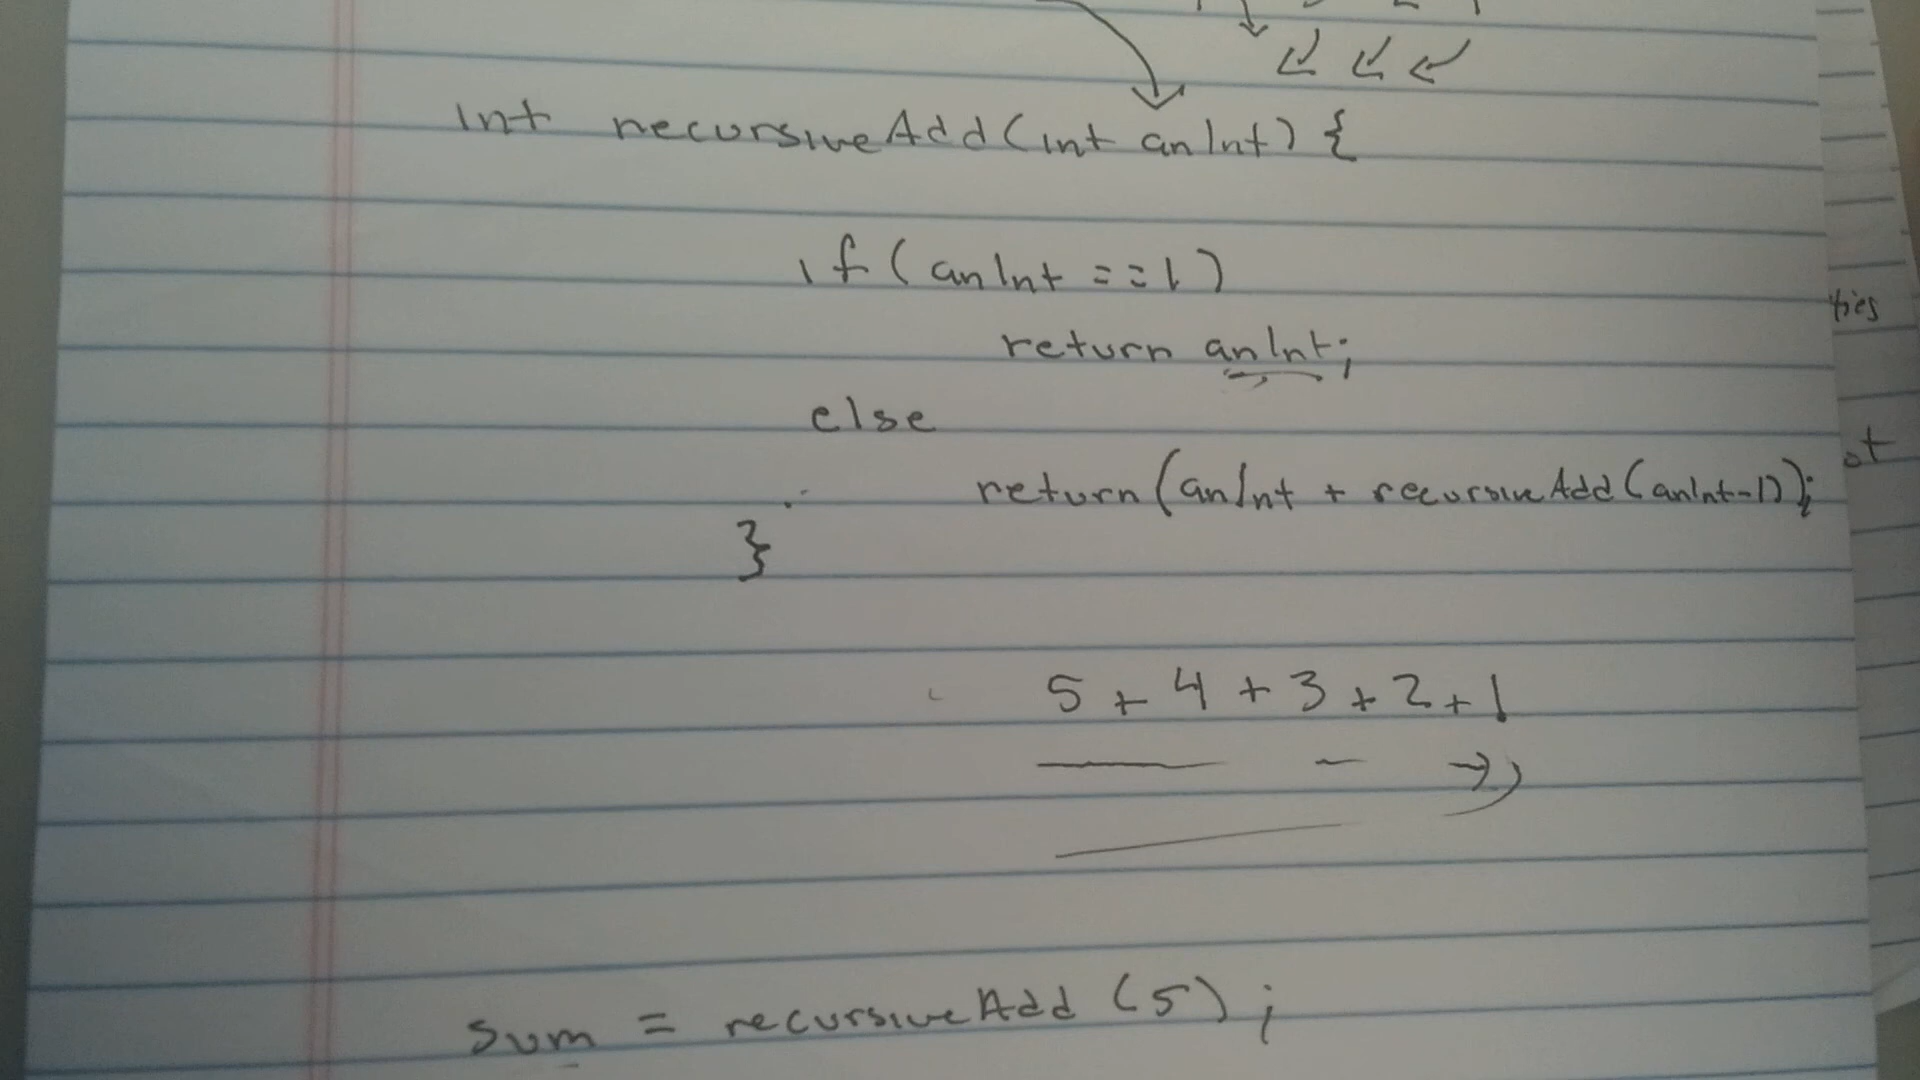 int recursiveAdd(int anInt) {
if (anInt == 1)
return anInt;
else
return (anInt + recursiveAdd(anInt-1);
}
5 + 4 + 3 + 2 + 1
sum = recursiveAdd (5);